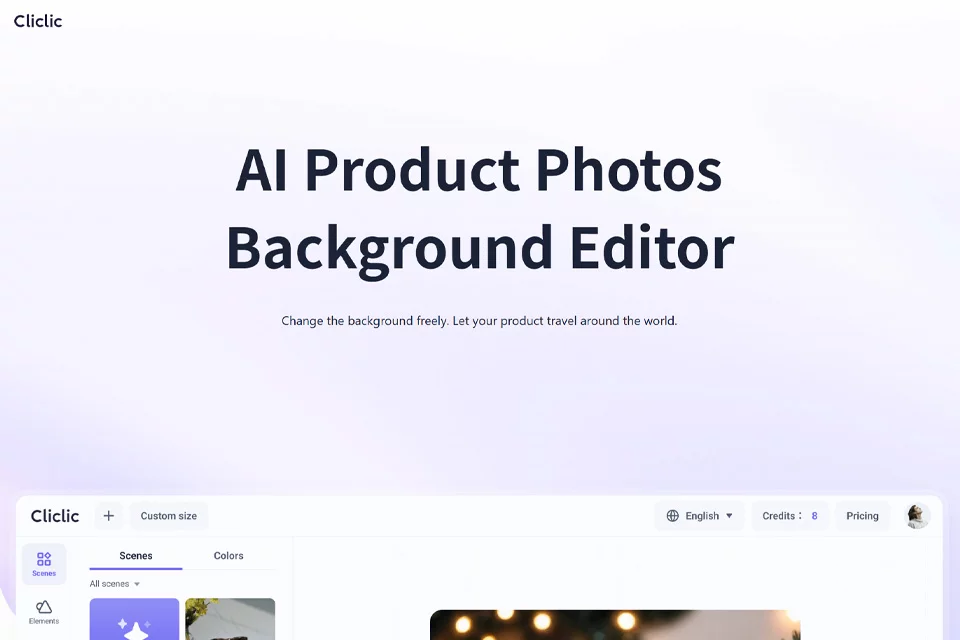 Cliclic
AI Product Photos
Background Editor
Change the background freely. Let your product travel around the world.
Cliclic
+ Custom size
English
Credits： 8
Pricing
Scenes
Elements
Scenes Colors
All scenes